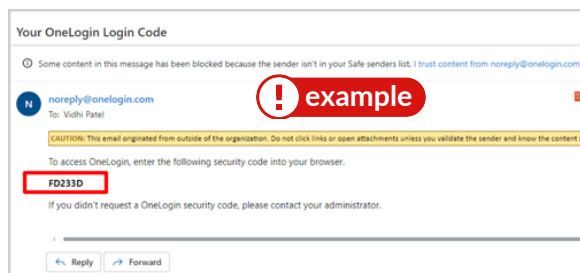 Your OneLogin Login Code
Some content in this message has been blocked because the sender isn't in your Safe senders list. I trust content from noreply@onelogin.com
! example
N
noreply@onelogin.com
To: Vidhi Patel
CAUTION: This email originated from outside of the organization. Do not click links or open attachments unless you validate the sender and know the content
To access OneLogin, enter the following security code into your browser.
FD233D
If you didn't request a OneLogin security code, please contact your administrator.
Reply Forward